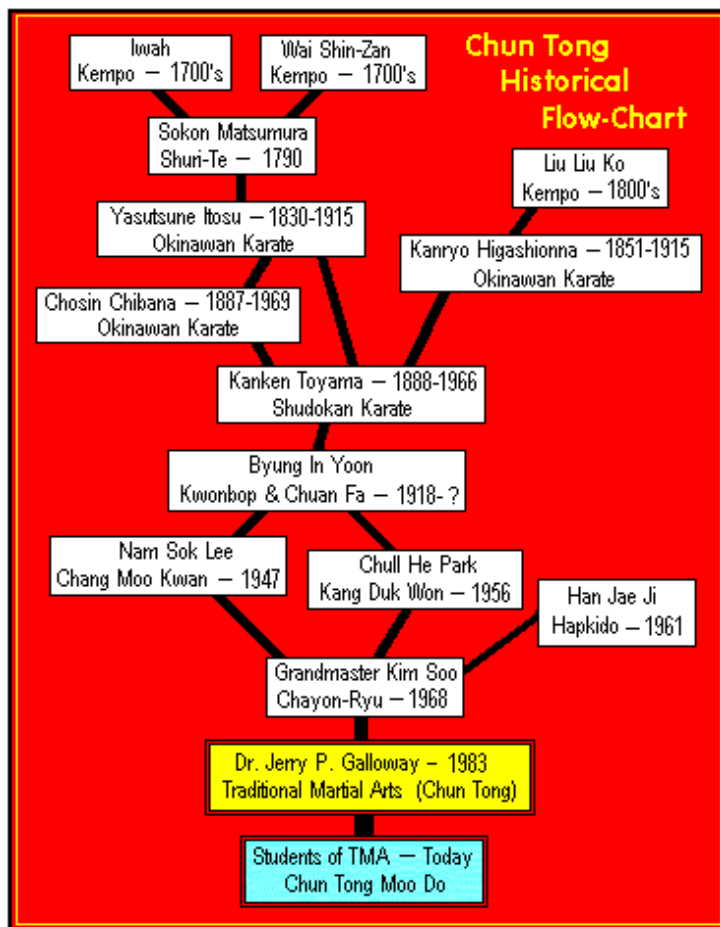 Chun Tong
Historical
Flow-Chart
Iwah
Kempo – 1700's
Wai Shin-Zan
Kempo – 1700's
Sokon Matsumura
Shuri-Te – 1790
Liu Liu Ko
Kempo – 1800's
Yasutsune Itosu – 1830-1915
Okinawan Karate
Kanryo Higashionna – 1851-1915
Okinawan Karate
Chosin Chibana – 1887-1969
Okinawan Karate
Kanken Toyama – 1888-1966
Shudokan Karate
Byung In Yoon
Kwonbop & Chuan Fa – 1918- ?
Nam Sok Lee
Chang Moo Kwan – 1947
Chull He Park
Kang Duk Won – 1956
Han Jae Ji
Hapkido – 1961
Grandmaster Kim Soo
Chayon-Ryu – 1968
Dr. Jerry P. Galloway – 1983
Traditional Martial Arts (Chun Tong)
Students of TMA – Today
Chun Tong Moo Do